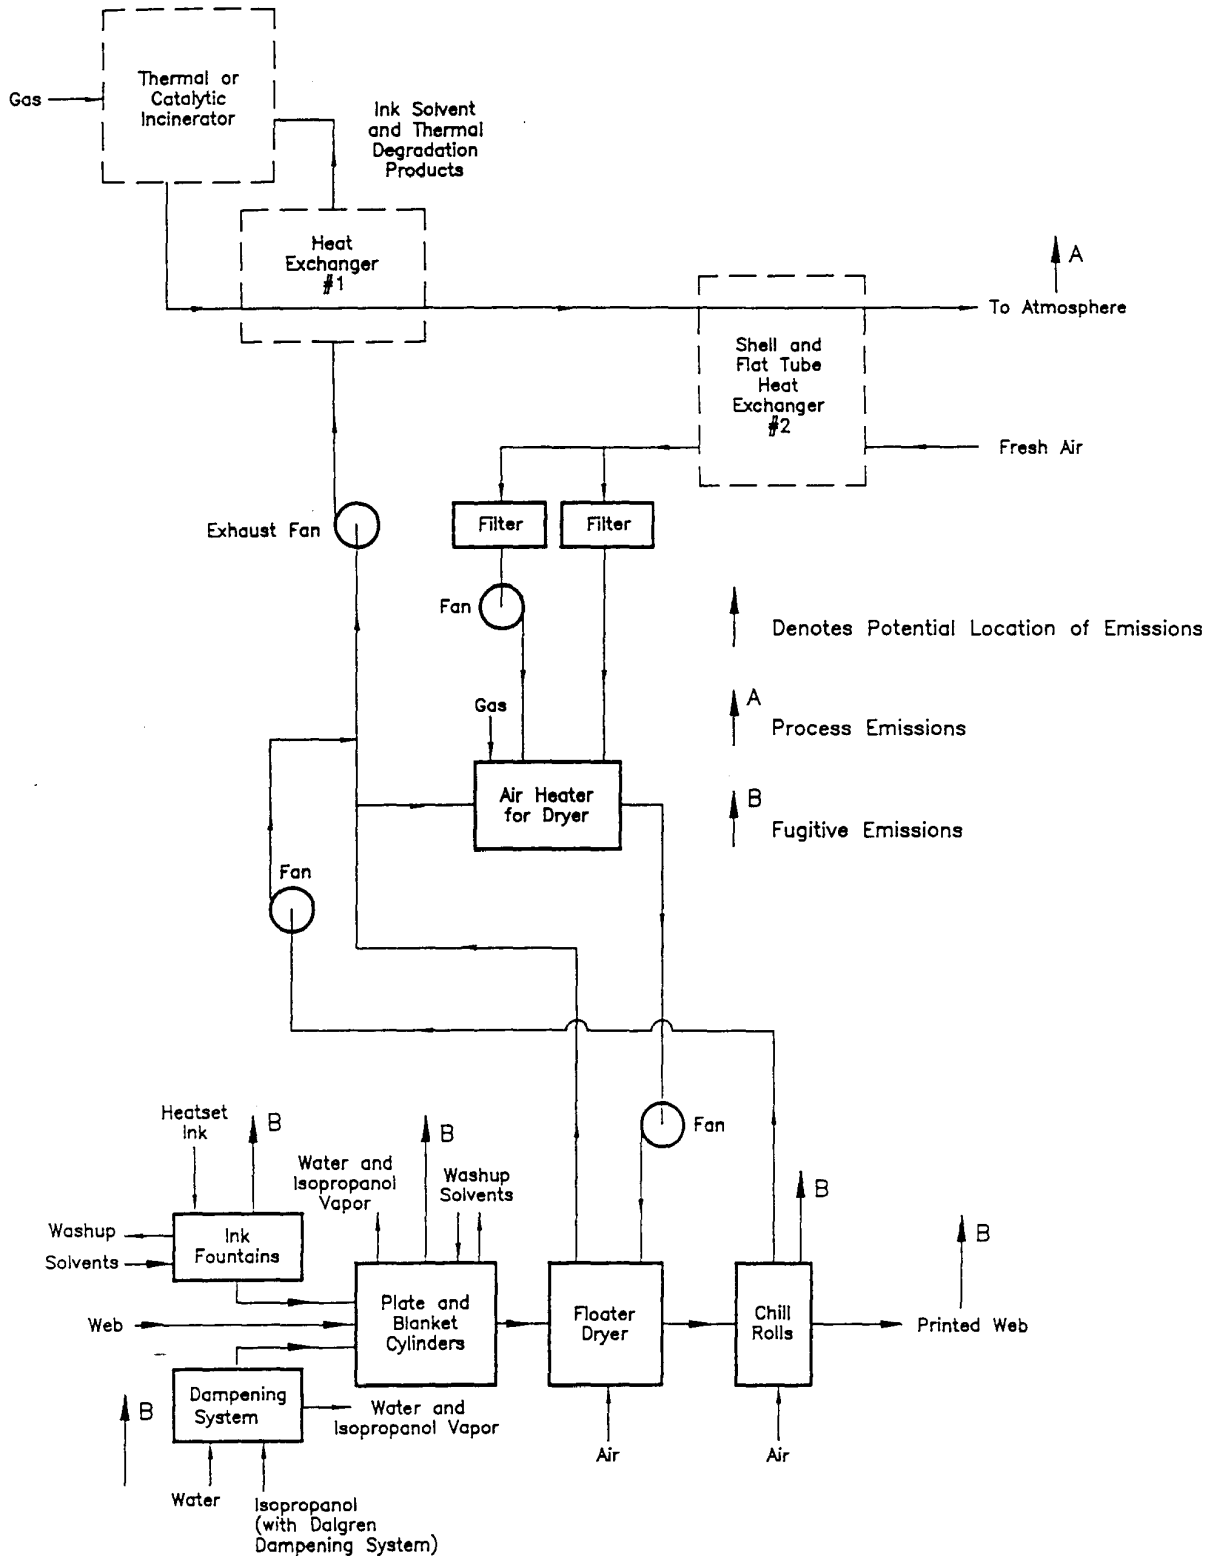 Thermal or
Catalytic
Incinerator
Gas
Ink Solvent
and Thermal
Degradation
Products
Heat
Exchanger
#1
A
To Atmosphere
Shell and
Flat Tube
Heat
Exchanger
#2
Fresh Air
Exhaust Fan
Filter
Filter
Fan
Denotes Potential Location of Emissions
A
Process Emissions
Gas
Air Heater
for Dryer
B
Fugitive Emissions
Fan
Heatset
Ink
B
B
Fan
Water and
Isopropanol
Vapor
Washup
Solvents
B
B
Washup
Solvents
Ink
Fountains
Web
Plate and
Blanket
Cylinders
Floater
Dryer
Chill
Rolls
Printed Web
B
Dampening
System
Water and
Isopropanol Vapor
Air
Air
Water
Isopropanol
(with Dalgren
Dampening System)